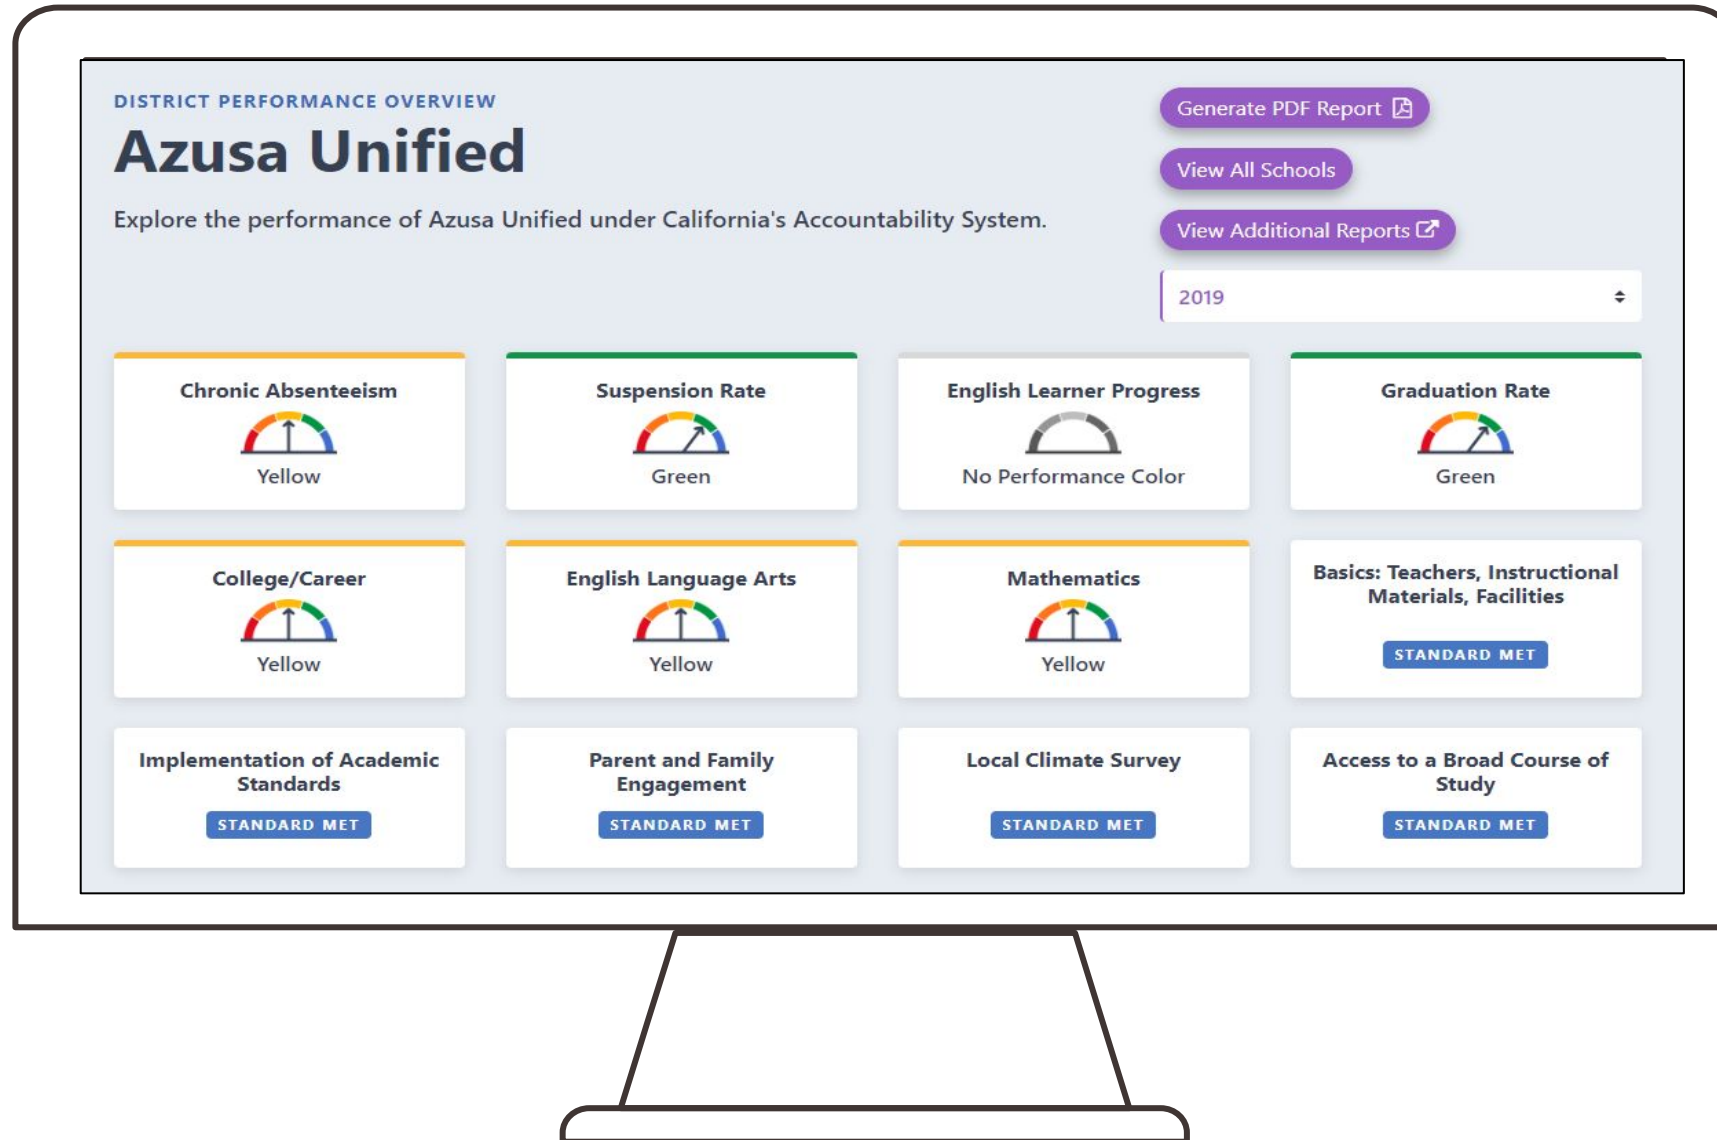 DISTRICT PERFORMANCE OVERVIEW
Azusa Unified
Explore the performance of Azusa Unified under California's Accountability System.
Generate PDF Report
View All Schools
View Additional Reports
2019
Chronic Absenteeism
Yellow
Suspension Rate
Green
English Learner Progress
No Performance Color
Graduation Rate
Green
College/Career
Yellow
English Language Arts
Yellow
Mathematics
Yellow
Basics: Teachers, Instructional
Materials, Facilities
STANDARD MET
Implementation of Academic
Standards
STANDARD MET
Parent and Family
Engagement
STANDARD MET
Local Climate Survey
STANDARD MET
Access to a Broad Course of
Study
STANDARD MET